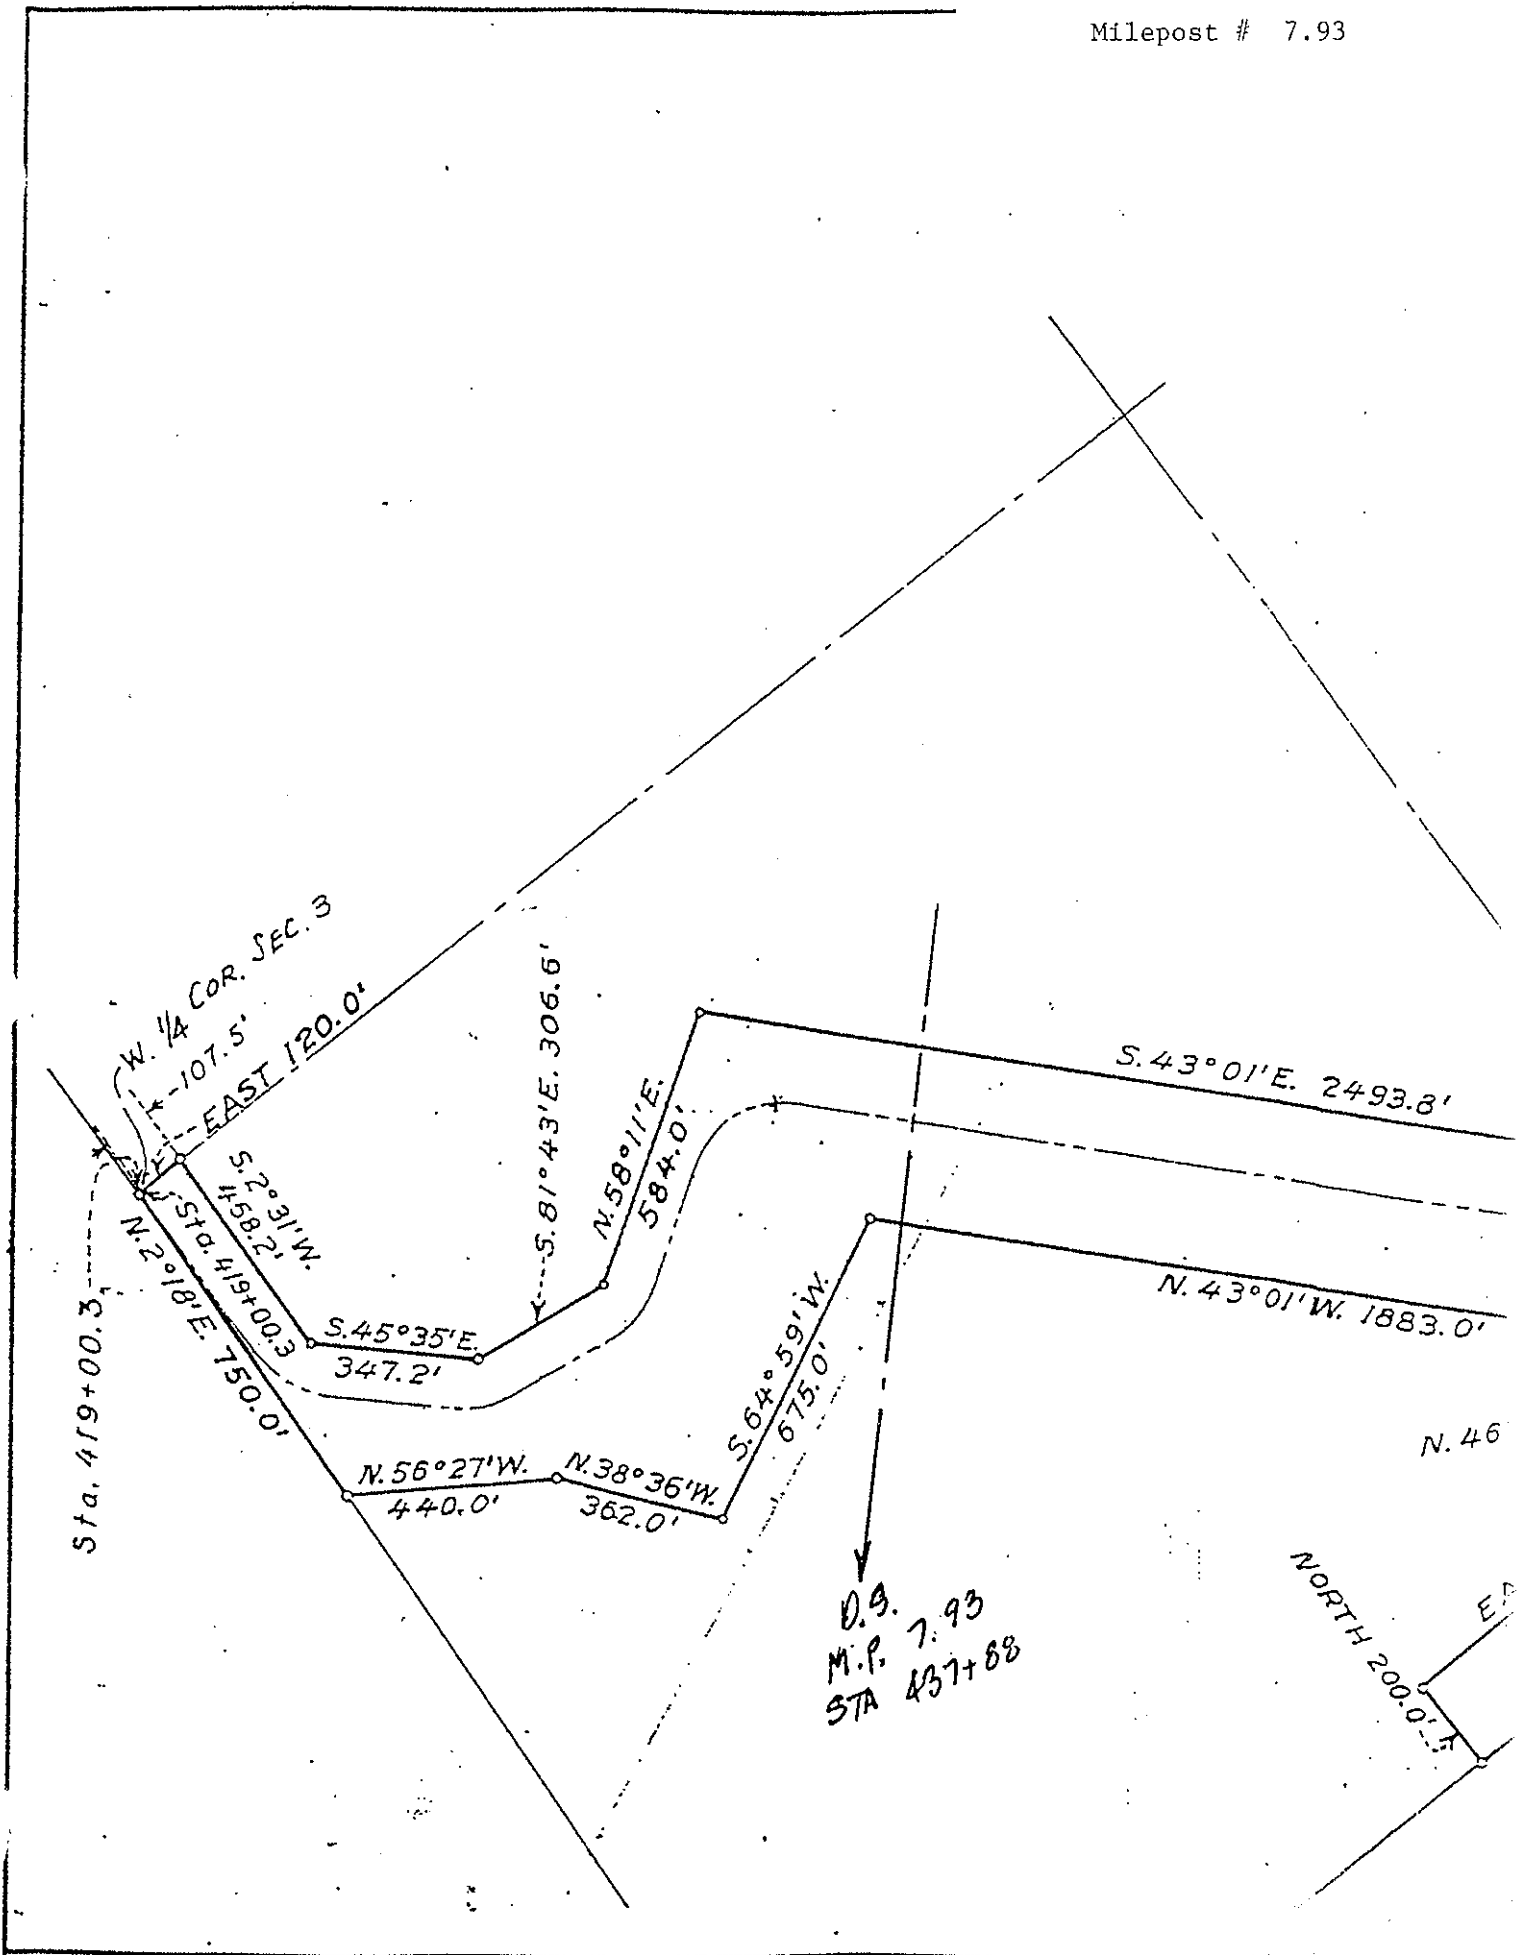 Milepost # 7.93
W. 1/4 COR. SEC. 3
107.5'
EAST 120.0'
S. 81°43'E. 306.6'
S. 43°01'E. 2493.8'
S. 2°31'W.
458.2'
N. 58°11'E.
584.0'
Sta. 419+00.3
N. 2°18'E. 750.0'
Sta. 419+00.3
S. 45°35'E.
347.2'
S. 64°59'W.
675.0'
N. 43°01'W. 1883.0'
N. 46
N. 56°27'W.
440.0'
N. 38°36'W.
362.0'
D.S.
M.P. 7.93
STA 437+88
NORTH 200.0'